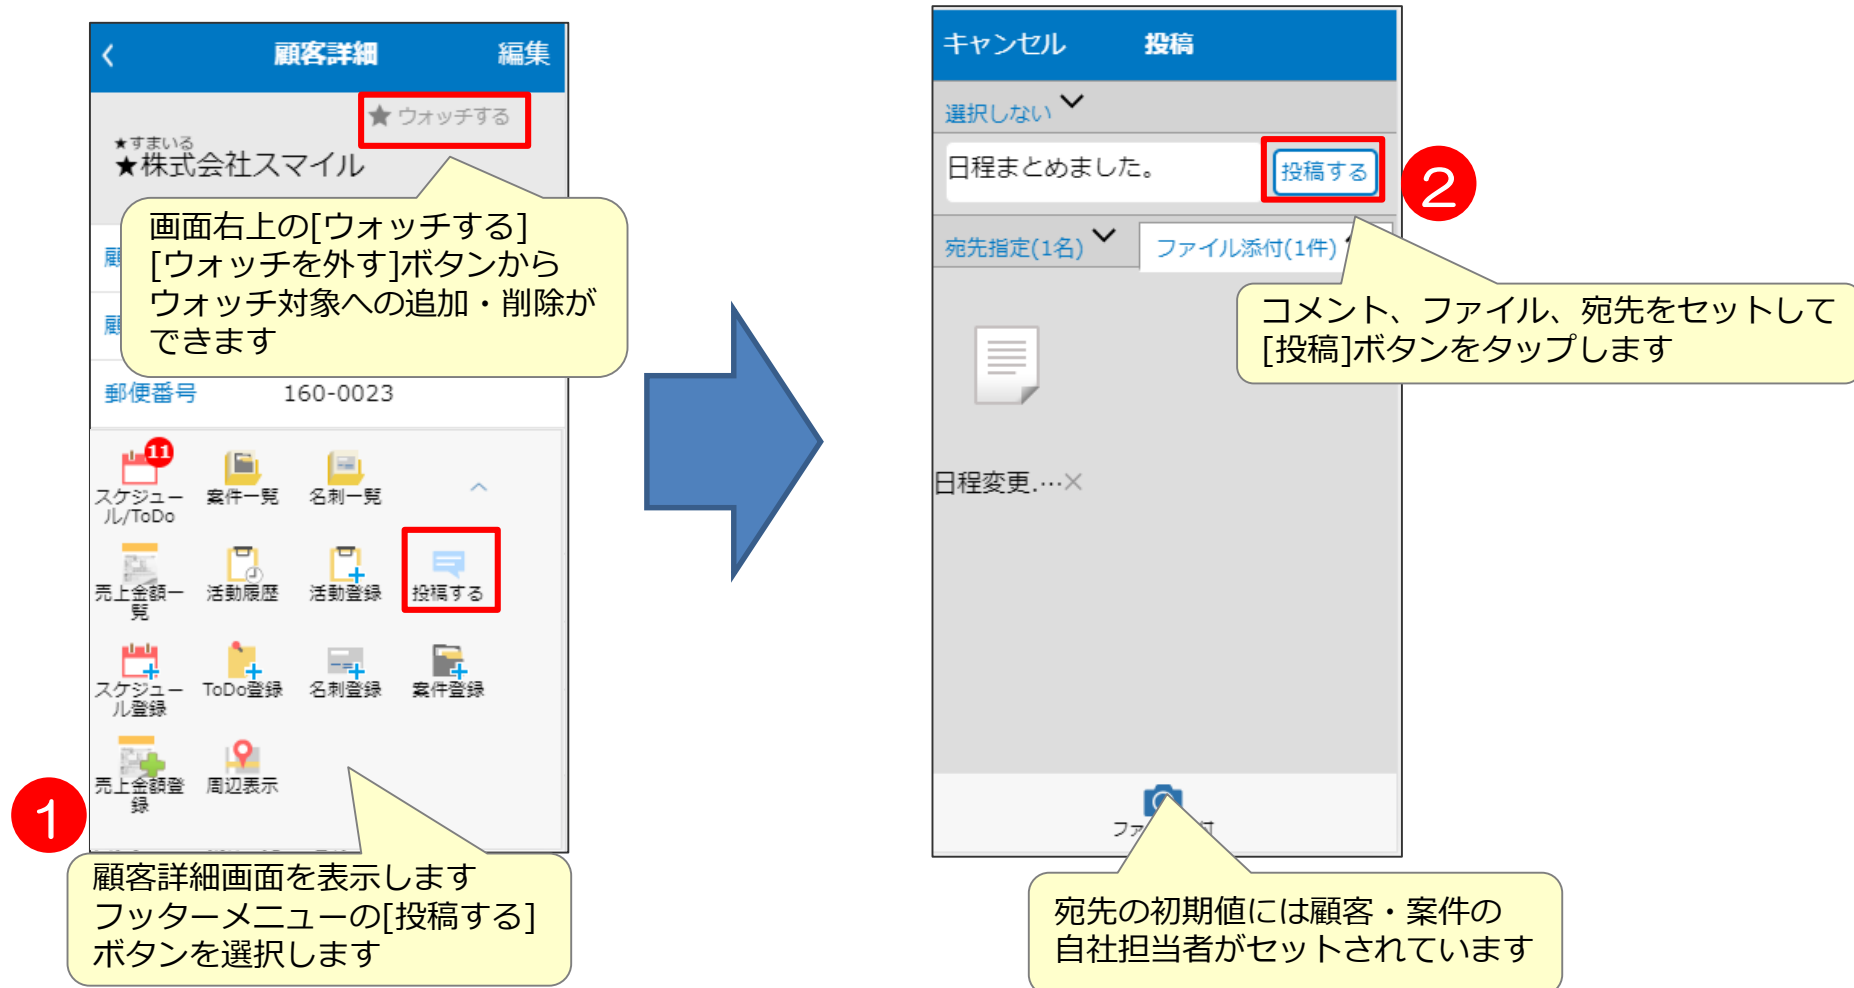 顧客詳細
編集
★ ウォッチする
★すまいる
★株式会社スマイル
画面右上の[ウォッチする]
[ウォッチを外す]ボタンから
ウォッチ対象への追加・削除が
できます
顧
顧
郵便番号 160-0023
11
スケジュー
ル/ToDo
案件一覧
名刺一覧
売上金額一
覧
活動履歴
活動登録
投稿する
スケジュー
ル登録
ToDo登録
名刺登録
案件登録
売上金額登
録
周辺表示
1
顧客詳細画面を表示します
フッターメニューの[投稿する]
ボタンを選択します
キャンセル 投稿
選択しない
日程まとめました。 投稿する
2
宛先指定(1名) ファイル添付(1件)
コメント、ファイル、宛先をセットして
[投稿]ボタンをタップします
日程変更.…×
宛先の初期値には顧客・案件の
自社担当者がセットされています